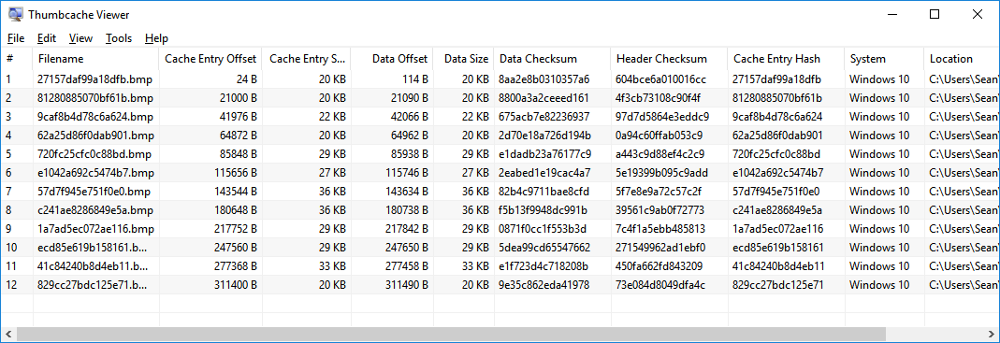 Thumbcache Viewer
File Edit View Tools Help
# Filename Cache Entry Offset Cache Entry S... Data Offset Data Size Data Checksum Header Checksum Cache Entry Hash System Location
1 27157daf99a18dfb.bmp 24 B 20 KB 114 B 20 KB 8aa2e8b0310357a6 604bce6a010016cc 27157daf99a18dfb Windows 10 C:\Users\Sean\
2 81280885070bf61b.bmp 21000 B 20 KB 21090 B 20 KB 8800a3a2ceeed161 4f3cb73108c90f4f 81280885070bf61b Windows 10 C:\Users\Sean\
3 9caf8b4d78c6a624.bmp 41976 B 22 KB 42066 B 22 KB 675acb7e82236937 97d7d5864e3eddc9 9caf8b4d78c6a624 Windows 10 C:\Users\Sean\
4 62a25d86f0dab901.bmp 64872 B 20 KB 64962 B 20 KB 2d70e18a726d194b 0a94c60ffab053c9 62a25d86f0dab901 Windows 10 C:\Users\Sean\
5 720fc25cfc0c88bd.bmp 85848 B 29 KB 85938 B 29 KB e1dadb23a76177c9 a443c9d88ef4c2c9 720fc25cfc0c88bd Windows 10 C:\Users\Sean\
6 e1042a692c5474b7.bmp 115656 B 27 KB 115746 B 27 KB 2eabed1e19cac4a7 5e19399b095c9add e1042a692c5474b7 Windows 10 C:\Users\Sean\
7 57d7f945e751f0e0.bmp 143544 B 36 KB 143634 B 36 KB 82b4c9711bae8cfd 5f7e8e9a72c57c2f 57d7f945e751f0e0 Windows 10 C:\Users\Sean\
8 c241ae8286849e5a.bmp 180648 B 36 KB 180738 B 36 KB f5b13f9948dc991b 39561c9ab0f72773 c241ae8286849e5a Windows 10 C:\Users\Sean\
9 1a7ad5ec072ae116.bmp 217752 B 29 KB 217842 B 29 KB 0871f0cc1f553b3d 7c4f1a5ebb485813 1a7ad5ec072ae116 Windows 10 C:\Users\Sean\
10 ecd85e619b158161.b... 247560 B 29 KB 247650 B 29 KB 5dea99cd65547662 271549962ad1ebf0 ecd85e619b158161 Windows 10 C:\Users\Sean\
11 41c84240b8d4eb11.b... 277368 B 33 KB 277458 B 33 KB e1f723d4c718208b 450fa662fd843209 41c84240b8d4eb11 Windows 10 C:\Users\Sean\
12 829cc27bdc125e71.b... 311400 B 20 KB 311490 B 20 KB 9e35c862eda41978 73e084d8049dfa4c 829cc27bdc125e71 Windows 10 C:\Users\Sean\